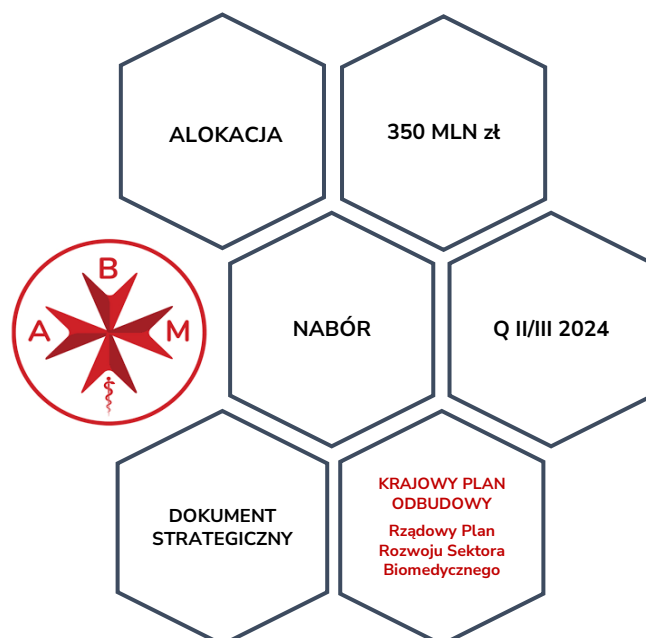 ALOKACJA
350 MLN zł
B
A
M
NABÓR
Q II/III 2024
DOKUMENT
STRATEGICZNY
KRAJOWY PLAN
ODBUDOWY
Rządowy Plan
Rozwoju Sektora
Biomedycznego